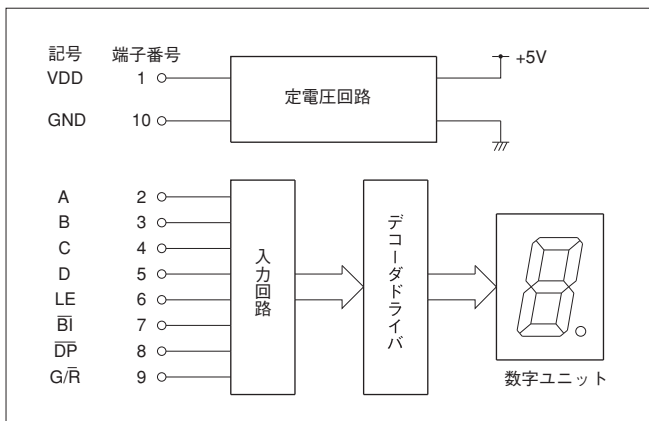 記号 端子番号
VDD 1
定電圧回路
+5V
GND 10
A 2
B 3
C 4
D 5
LE 6
B̅I̅ 7
D̅P̅ 8
G/R̅ 9
入力回路
デコーダドライバ
数字ユニット